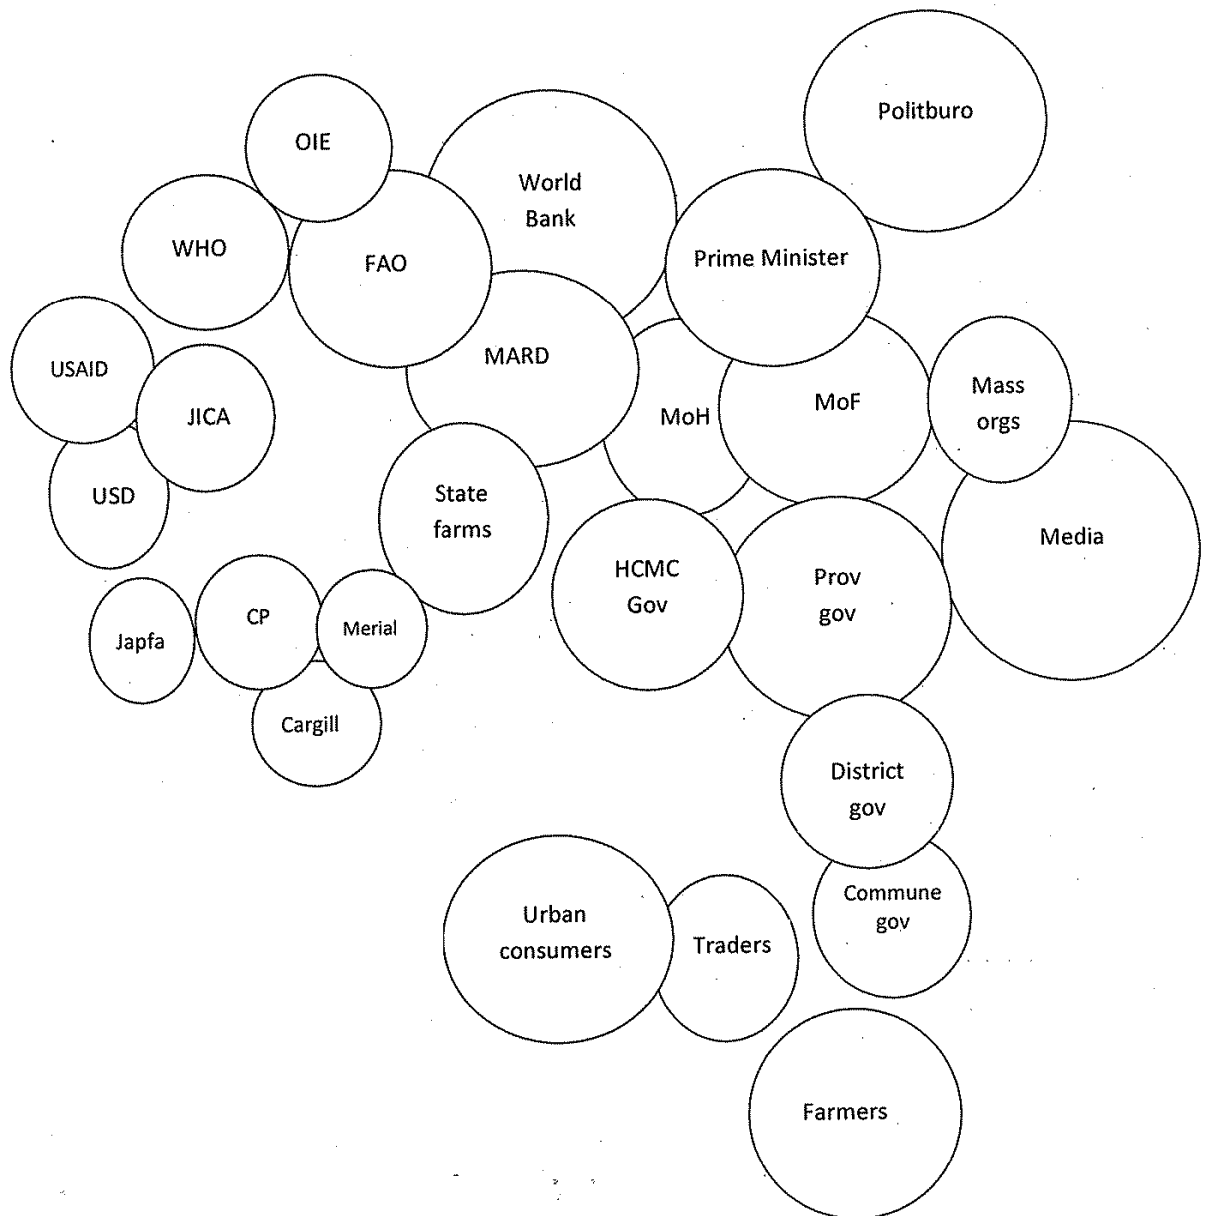 Politburo
OIE
World
Bank
WHO
FAO
Prime Minister
USAID
MARD
JICA
MoH
MoF
Mass
orgs
USD
State
farms
Media
HCMC
Gov
Prov
gov
Japfa
CP
Merial
Cargill
District
gov
Commune
gov
Urban
consumers
Traders
Farmers